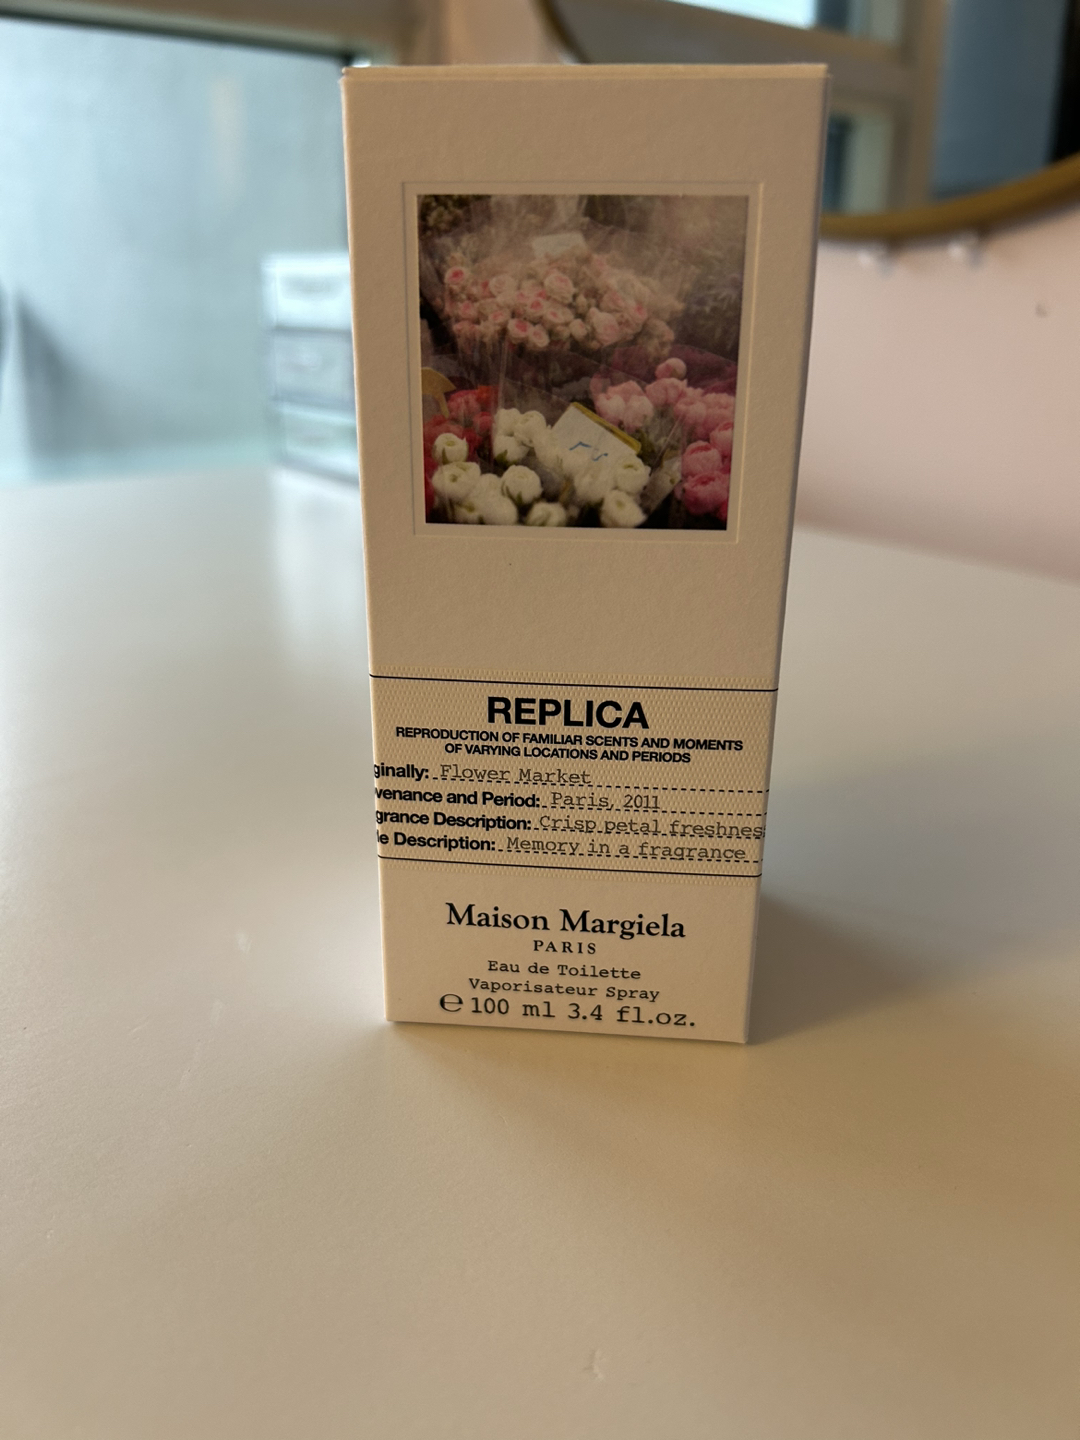 REPLICA
REPRODUCTION OF FAMILIAR SCENTS AND MOMENTS
OF VARYING LOCATIONS AND PERIODS
ginally: Flower Market
venance and Period: Paris, 2011
grance Description: Crisp petal freshnes
le Description: Memory in a fragrance
Maison Margiela
PARIS
Eau de Toilette
Vaporisateur Spray
℮ 100 ml 3.4 fl.oz.